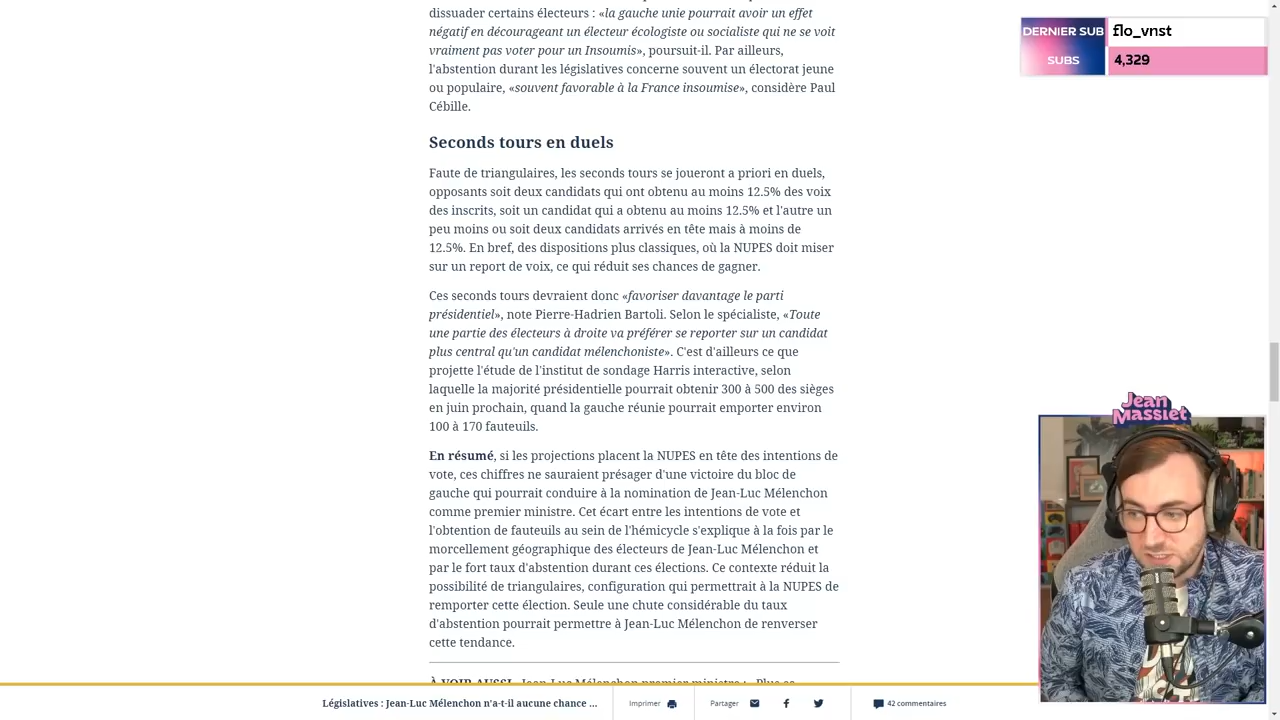 dissuader certains électeurs : «la gauche unie pourrait avoir un effet
négatif en décourageant un électeur écologiste ou socialiste qui ne se voit
vraiment pas voter pour un Insoumis», poursuit-il. Par ailleurs,
l'abstention durant les législatives concerne souvent un électorat jeune
ou populaire, «souvent favorable à la France insoumise», considère Paul
Cébille.
Seconds tours en duels
Faute de triangulaires, les seconds tours se joueront a priori en duels,
opposants soit deux candidats qui ont obtenu au moins 12.5% des voix
des inscrits, soit un candidat qui a obtenu au moins 12.5% et l'autre un
peu moins ou soit deux candidats arrivés en tête mais à moins de
12.5%. En bref, des dispositions plus classiques, où la NUPES doit miser
sur un report de voix, ce qui réduit ses chances de gagner.
Ces seconds tours devraient donc «favoriser davantage le parti
présidentiel», note Pierre-Hadrien Bartoli. Selon le spécialiste, «Toute
une partie des électeurs à droite va préférer se reporter sur un candidat
plus central qu'un candidat mélenchoniste». C'est d'ailleurs ce que
projette l'étude de l'institut de sondage Harris interactive, selon
laquelle la majorité présidentielle pourrait obtenir 300 à 500 des sièges
en juin prochain, quand la gauche réunie pourrait emporter environ
100 à 170 fauteuils.
En résumé, si les projections placent la NUPES en tête des intentions de
vote, ces chiffres ne sauraient présager d'une victoire du bloc de
gauche qui pourrait conduire à la nomination de Jean-Luc Mélenchon
comme premier ministre. Cet écart entre les intentions de vote et
l'obtention de fauteuils au sein de l'hémicycle s'explique à la fois par le
morcellement géographique des électeurs de Jean-Luc Mélenchon et
par le fort taux d'abstention durant ces élections. Ce contexte réduit la
possibilité de triangulaires, configuration qui permettrait à la NUPES de
remporter cette élection. Seule une chute considérable du taux
d'abstention pourrait permettre à Jean-Luc Mélenchon de renverser
cette tendance.
À VOIR AUSSI - Jean-Luc Mélenchon premier ministre : «Plus ça
Législatives : Jean-Luc Mélenchon n'a-t-il aucune chance ...
Imprimer
Partager
42 commentaires
DERNIER SUB
flo_vnst
SUBS
4,329
Jean
Massiet